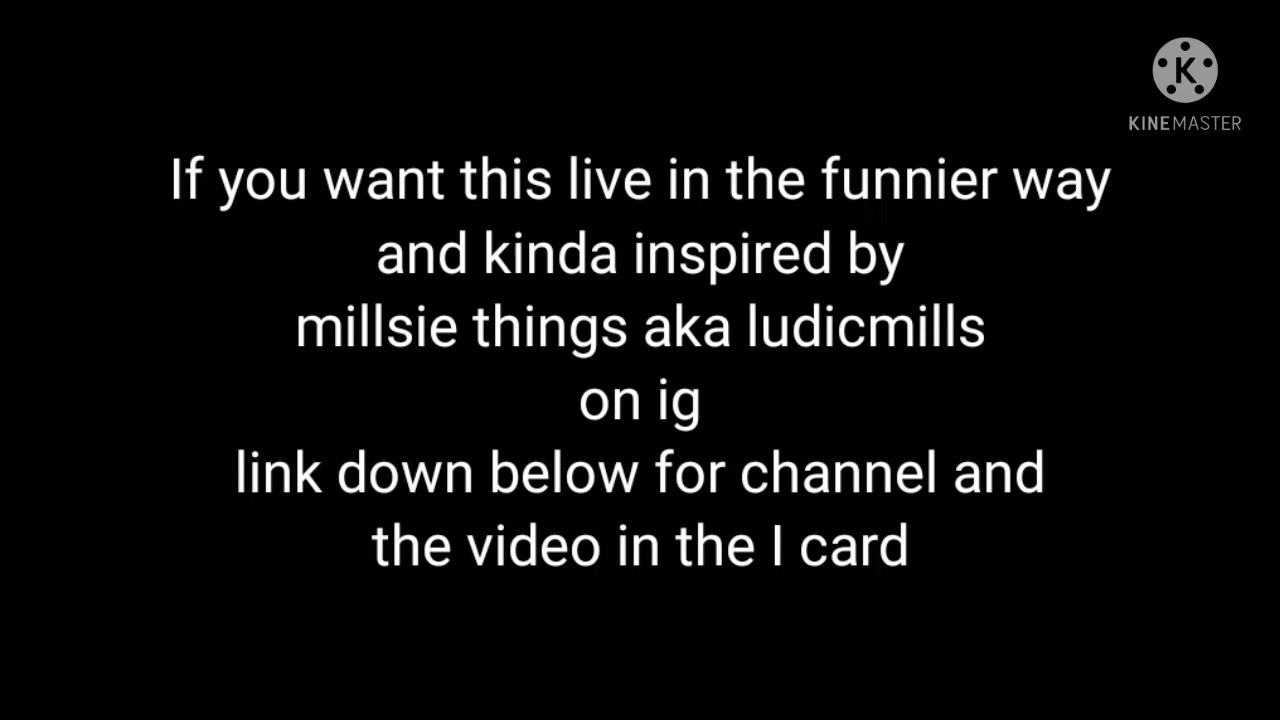 K
KINEMASTER
If you want this live in the funnier way
and kinda inspired by
millsie things aka ludicmills
on ig
link down below for channel and
the video in the I card